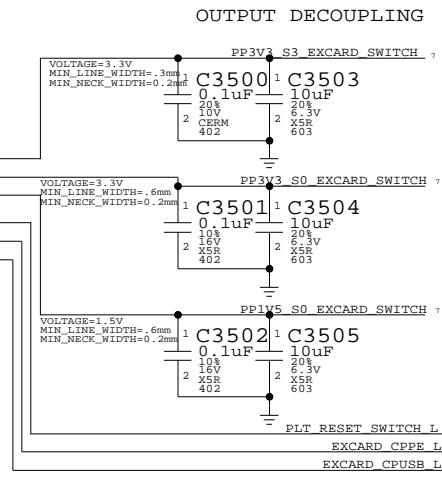 OUTPUT DECOUPLING
PP3V3_S3_EXCARD_SWITCH 7
VOLTAGE=3.3V
MIN_LINE_WIDTH=.3mm
MIN_NECK_WIDTH=0.2mm
1 C3500 1 C3503
0.1uF 10uF
20% 20%
10V 6.3V
2 CERM 2 X5R
402 603
PP3V3_S0_EXCARD_SWITCH 7
VOLTAGE=3.3V
MIN_LINE_WIDTH=.6mm
MIN_NECK_WIDTH=0.2mm
1 C3501 1 C3504
0.1uF 10uF
10% 20%
16V 6.3V
2 X5R 2 X5R
402 603
PP1V5_S0_EXCARD_SWITCH 7
VOLTAGE=1.5V
MIN_LINE_WIDTH=.6mm
MIN_NECK_WIDTH=0.2mm
1 C3502 1 C3505
0.1uF 10uF
10% 20%
16V 6.3V
2 X5R 2 X5R
402 603
PLT_RESET_SWITCH_L
EXCARD_CPPE_L
EXCARD_CPUSB_L